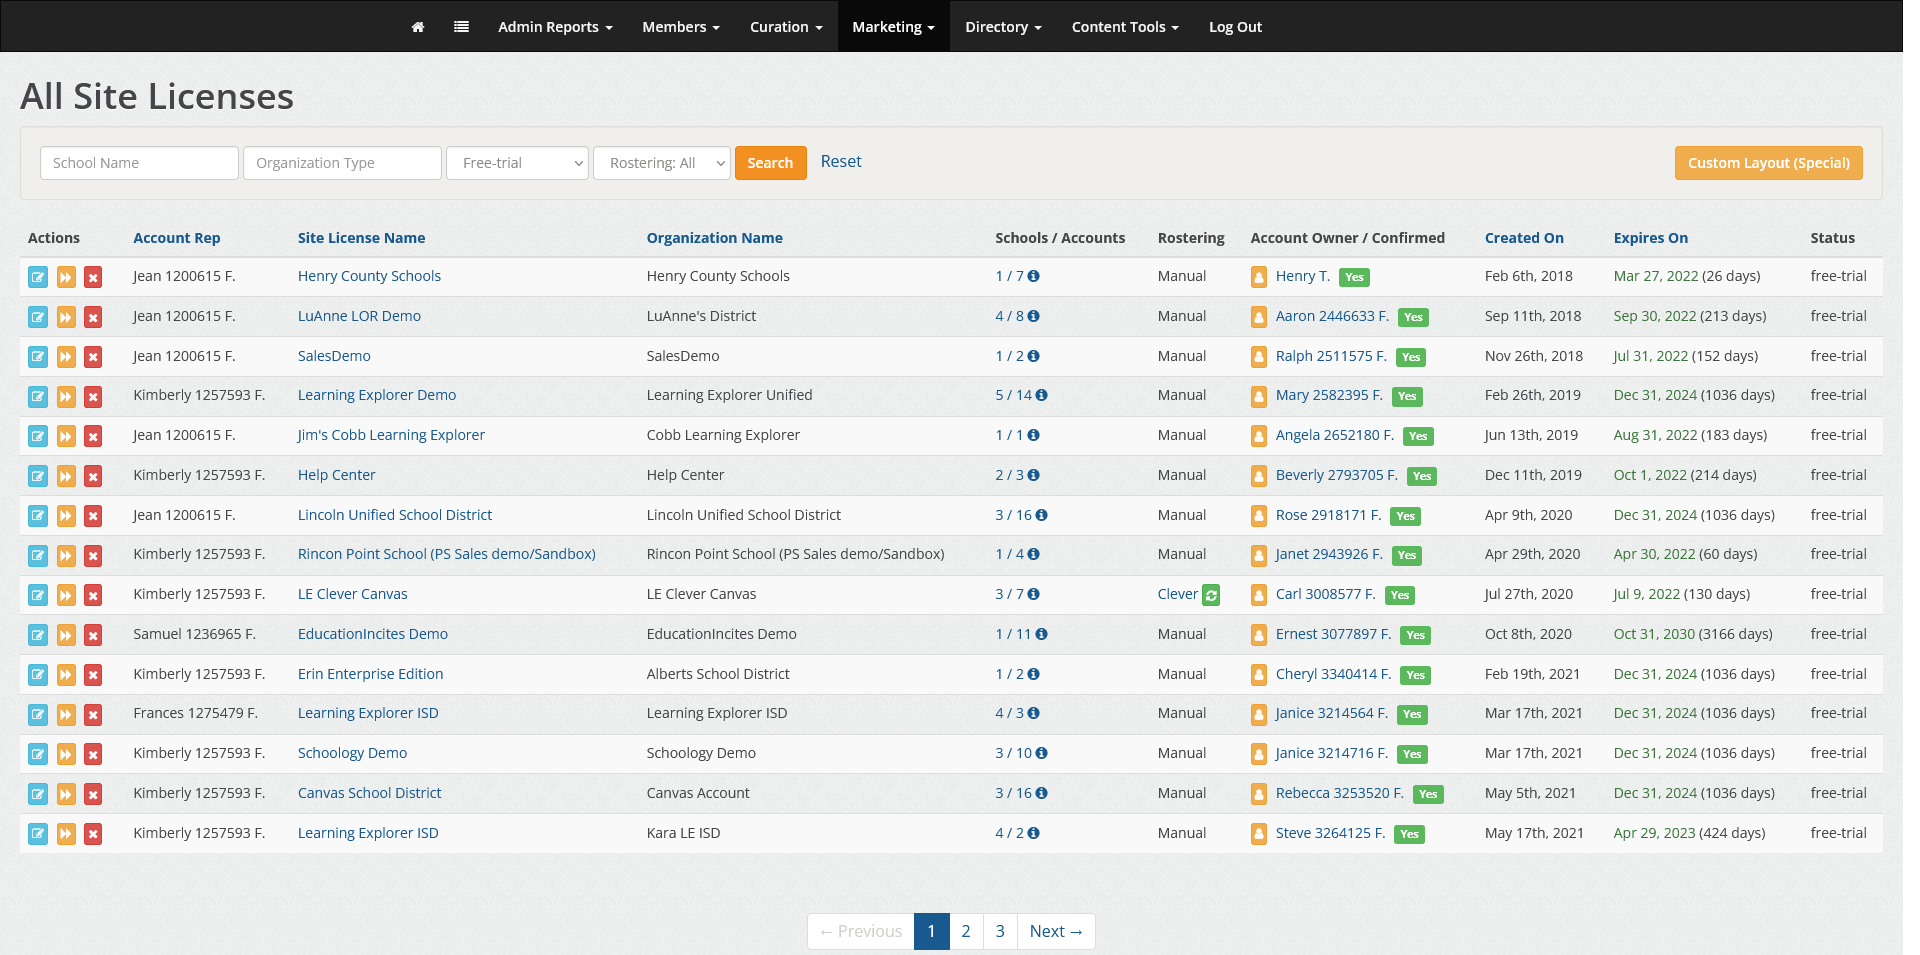 Admin Reports Members Curation Marketing Directory Content Tools Log Out
All Site Licenses
School Name Organization Type Free-trial Rostering: All Search Reset Custom Layout (Special)
Actions Account Rep Site License Name Organization Name Schools / Accounts Rostering Account Owner / Confirmed Created On Expires On Status
Jean 1200615 F. Henry County Schools Henry County Schools 1 / 7 Manual Henry T. Yes Feb 6th, 2018 Mar 27, 2022 (26 days) free-trial
Jean 1200615 F. LuAnne LOR Demo LuAnne's District 4 / 8 Manual Aaron 2446633 F. Yes Sep 11th, 2018 Sep 30, 2022 (213 days) free-trial
Jean 1200615 F. SalesDemo SalesDemo 1 / 2 Manual Ralph 2511575 F. Yes Nov 26th, 2018 Jul 31, 2022 (152 days) free-trial
Kimberly 1257593 F. Learning Explorer Demo Learning Explorer Unified 5 / 14 Manual Mary 2582395 F. Yes Feb 26th, 2019 Dec 31, 2024 (1036 days) free-trial
Jean 1200615 F. Jim's Cobb Learning Explorer Cobb Learning Explorer 1 / 1 Manual Angela 2652180 F. Yes Jun 13th, 2019 Aug 31, 2022 (183 days) free-trial
Kimberly 1257593 F. Help Center Help Center 2 / 3 Manual Beverly 2793705 F. Yes Dec 11th, 2019 Oct 1, 2022 (214 days) free-trial
Jean 1200615 F. Lincoln Unified School District Lincoln Unified School District 3 / 16 Manual Rose 2918171 F. Yes Apr 9th, 2020 Dec 31, 2024 (1036 days) free-trial
Kimberly 1257593 F. Rincon Point School (PS Sales demo/Sandbox) Rincon Point School (PS Sales demo/Sandbox) 1 / 4 Manual Janet 2943926 F. Yes Apr 29th, 2020 Apr 30, 2022 (60 days) free-trial
Kimberly 1257593 F. LE Clever Canvas LE Clever Canvas 3 / 7 Clever Carl 3008577 F. Yes Jul 27th, 2020 Jul 9, 2022 (130 days) free-trial
Samuel 1236965 F. EducationIncites Demo EducationIncites Demo 1 / 11 Manual Ernest 3077897 F. Yes Oct 8th, 2020 Oct 31, 2030 (3166 days) free-trial
Kimberly 1257593 F. Erin Enterprise Edition Alberts School District 1 / 2 Manual Cheryl 3340414 F. Yes Feb 19th, 2021 Dec 31, 2024 (1036 days) free-trial
Frances 1275479 F. Learning Explorer ISD Learning Explorer ISD 4 / 3 Manual Janice 3214564 F. Yes Mar 17th, 2021 Dec 31, 2024 (1036 days) free-trial
Kimberly 1257593 F. Schoology Demo Schoology Demo 3 / 10 Manual Janice 3214716 F. Yes Mar 17th, 2021 Dec 31, 2024 (1036 days) free-trial
Kimberly 1257593 F. Canvas School District Canvas Account 3 / 16 Manual Rebecca 3253520 F. Yes May 5th, 2021 Dec 31, 2024 (1036 days) free-trial
Kimberly 1257593 F. Learning Explorer ISD Kara LE ISD 4 / 2 Manual Steve 3264125 F. Yes May 17th, 2021 Apr 29, 2023 (424 days) free-trial
← Previous 1 2 3 Next →